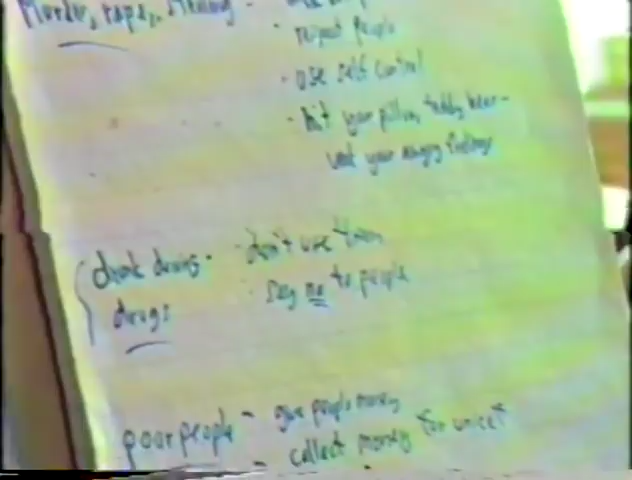 Murder, rape, stealing -
· respect people
· use self control
· hit your pillow, teddy bear -
vent your angry feelings
drunk driving - · don't use them
drugs · say no to people
poor people - give people money
- collect money for unicef